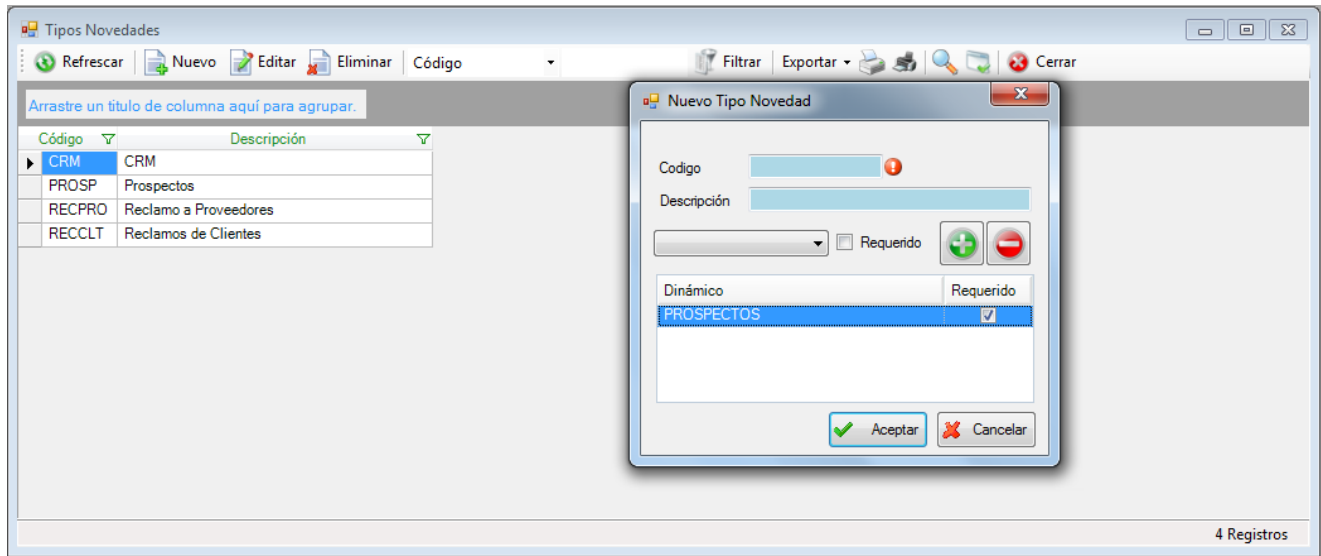 Tipos Novedades
Refrescar Nuevo Editar Eliminar Código Filtrar Exportar Cerrar
Arrastre un titulo de columna aquí para agrupar.
Código Descripción
CRM CRM
PROSP Prospectos
RECPRO Reclamo a Proveedores
RECCLT Reclamos de Clientes
Nuevo Tipo Novedad
Codigo
Descripción
Requerido
Dinámico Requerido
PROSPECTOS
Aceptar Cancelar
4 Registros